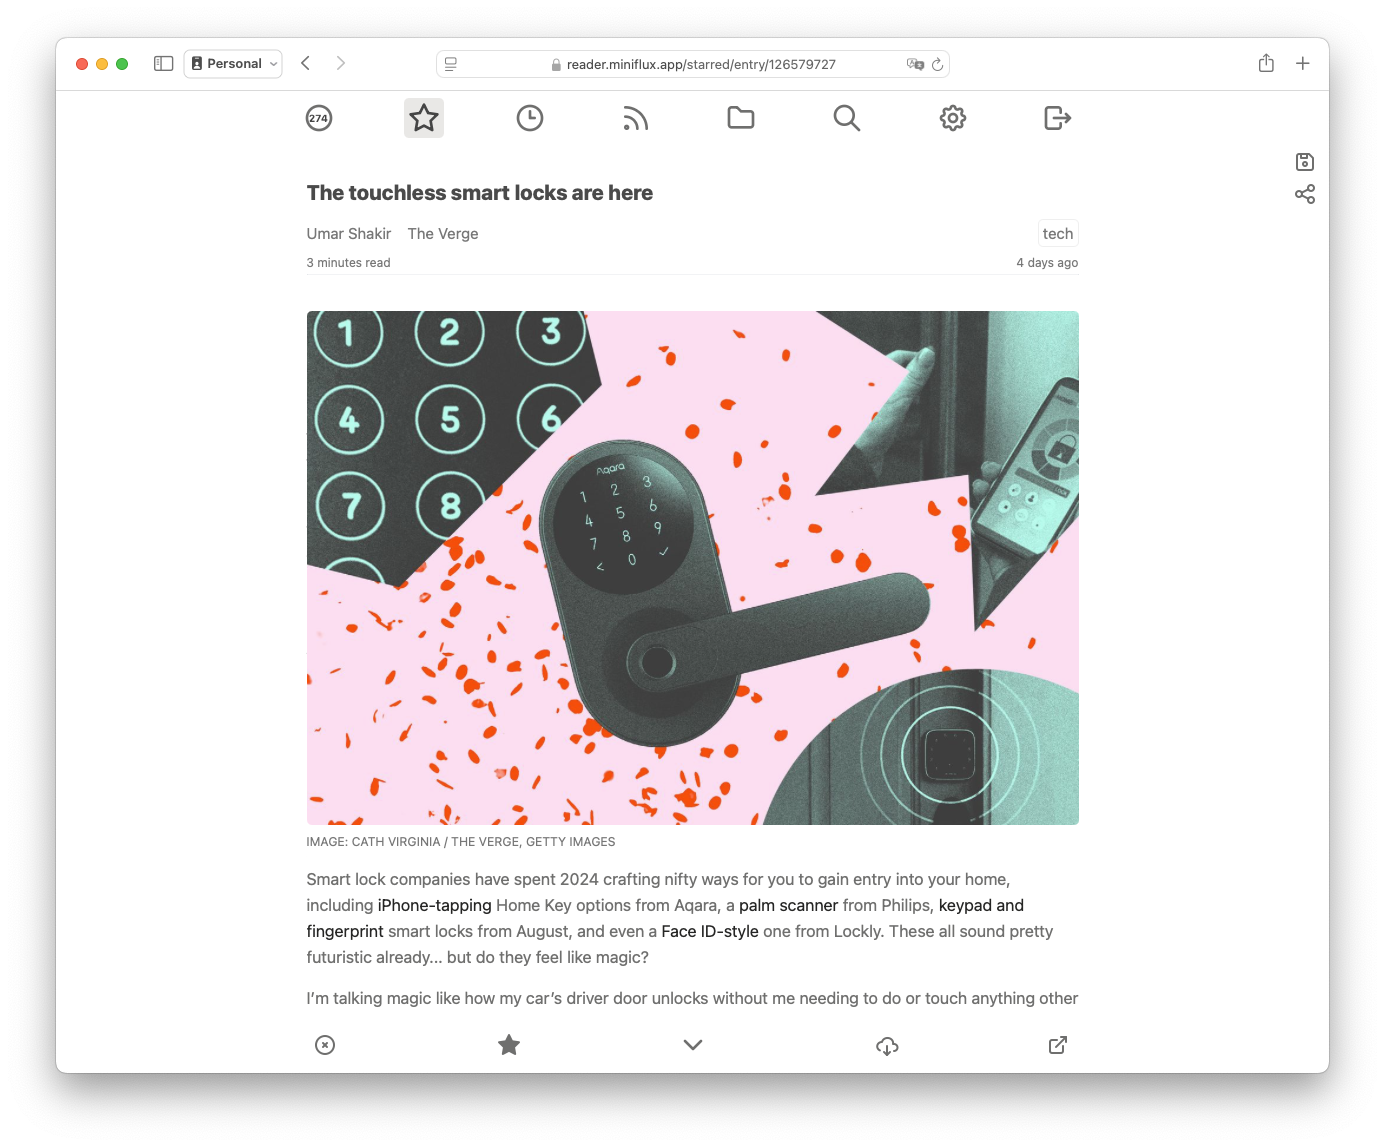 Personal
reader.miniflux.app/starred/entry/126579727
274
The touchless smart locks are here
Umar Shakir The Verge
tech
3 minutes read
4 days ago
1 2 3
4 5 6
7 8
Aqara
1 2 3
4 5 6
7 8 9
< 0 ✓
IMAGE: CATH VIRGINIA / THE VERGE, GETTY IMAGES
Smart lock companies have spent 2024 crafting nifty ways for you to gain entry into your home,
including iPhone-tapping Home Key options from Aqara, a palm scanner from Philips, keypad and
fingerprint smart locks from August, and even a Face ID-style one from Lockly. These all sound pretty
futuristic already... but do they feel like magic?
I’m talking magic like how my car’s driver door unlocks without me needing to do or touch anything other